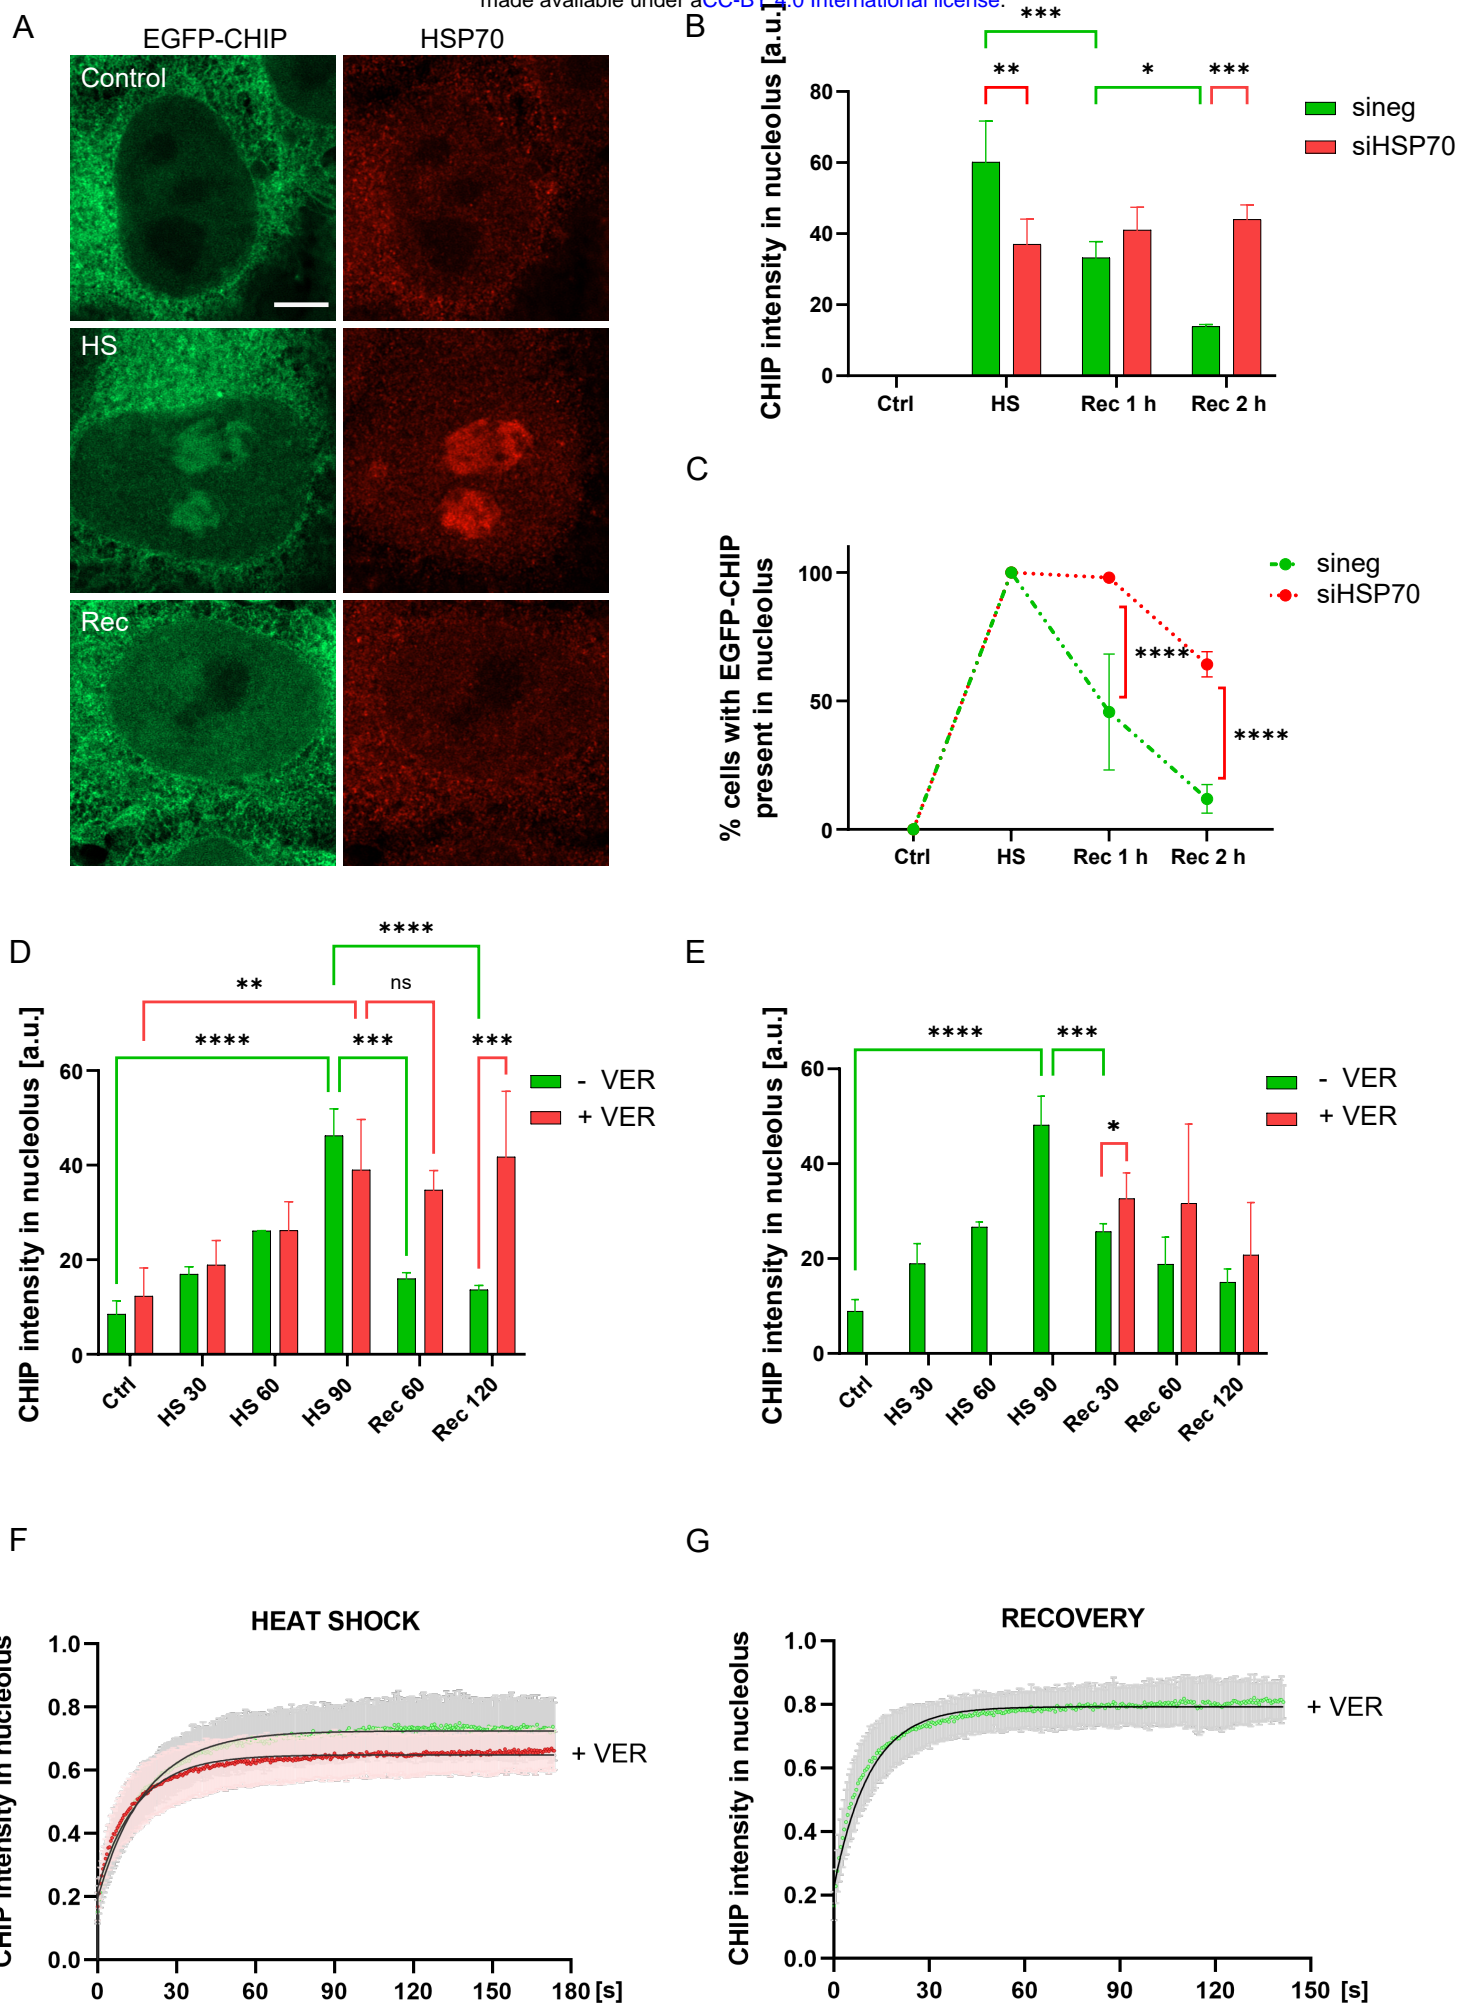 made available under aCC-BY 4.0 International license.
A
EGFP-CHIP
HSP70
Control
HS
Rec
B
CHIP intensity in nucleolus [a.u.]
80
60
40
20
0
***
**
*
***
sineg
siHSP70
Ctrl
HS
Rec 1 h
Rec 2 h
C
% cells with EGFP-CHIP
present in nucleolus
100
50
0
****
****
sineg
siHSP70
Ctrl
HS
Rec 1 h
Rec 2 h
D
CHIP intensity in nucleolus [a.u.]
60
40
20
0
****
**
ns
****
***
***
- VER
+ VER
Ctrl
HS 30
HS 60
HS 90
Rec 60
Rec 120
E
CHIP intensity in nucleolus [a.u.]
60
40
20
0
****
***
*
- VER
+ VER
Ctrl
HS 30
HS 60
HS 90
Rec 30
Rec 60
Rec 120
F
HEAT SHOCK
CHIP intensity in nucleolus
1.0
0.8
0.6
0.4
0.2
0.0
+ VER
0
30
60
90
120
150
180 [s]
G
RECOVERY
CHIP intensity in nucleolus
1.0
0.8
0.6
0.4
0.2
0.0
+ VER
0
30
60
90
120
150 [s]